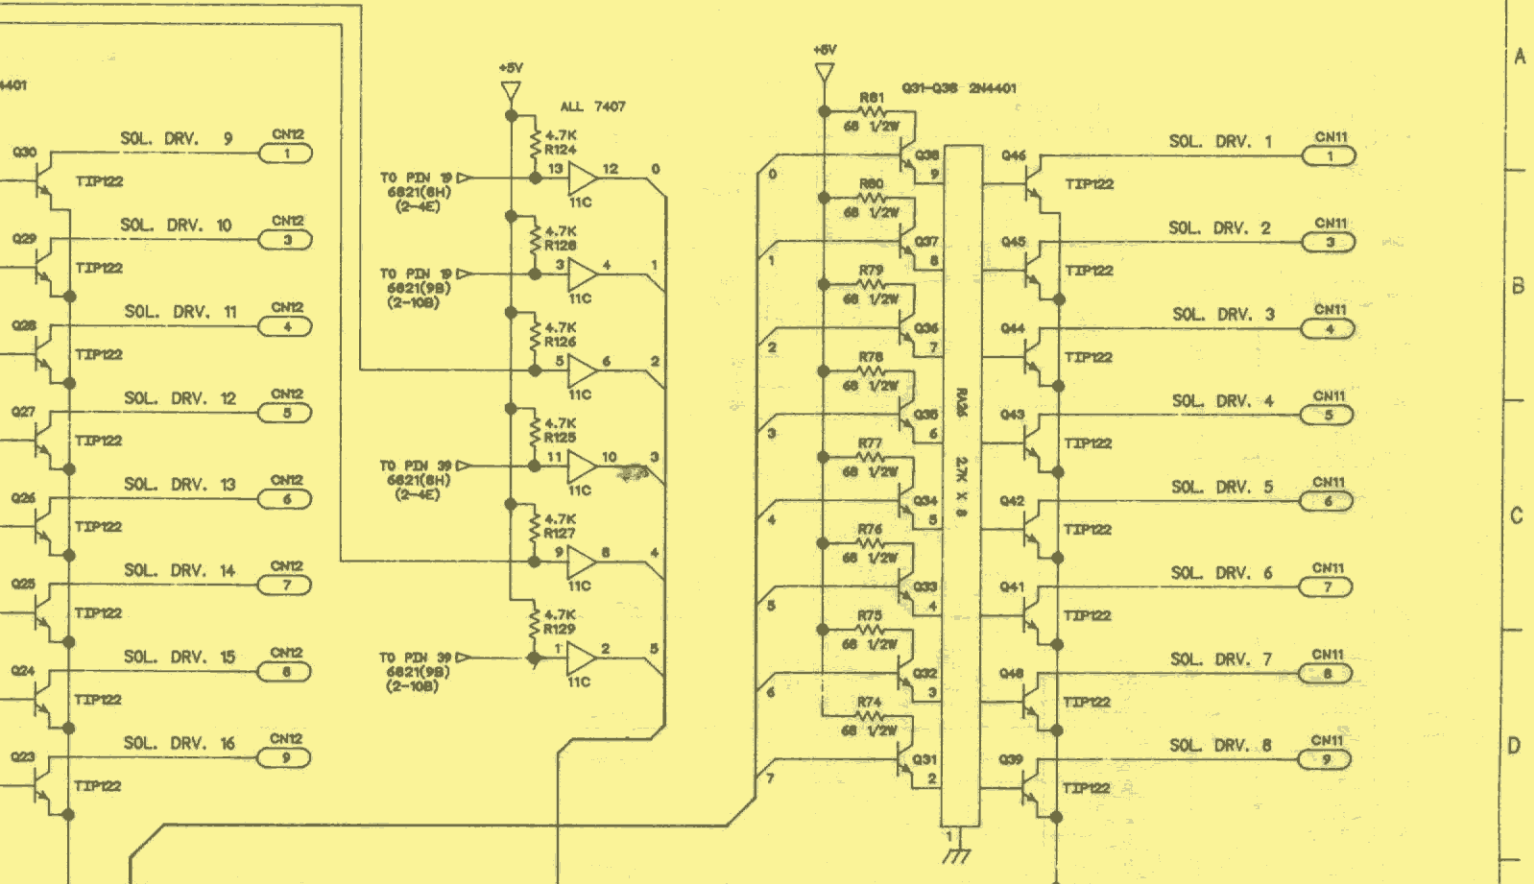 4401
Q30
TIP122
SOL. DRV. 9
CN12
1
Q29
TIP122
SOL. DRV. 10
CN12
3
Q28
TIP122
SOL. DRV. 11
CN12
4
Q27
TIP122
SOL. DRV. 12
CN12
5
Q26
TIP122
SOL. DRV. 13
CN12
6
Q25
TIP122
SOL. DRV. 14
CN12
7
Q24
TIP122
SOL. DRV. 15
CN12
8
Q23
TIP122
SOL. DRV. 16
CN12
9
+5V
ALL 7407
4.7K
R124
TO PIN 19
6821(8H)
(2-4E)
13
12
11C
0
4.7K
R128
TO PIN 19
6821(9B)
(2-10B)
3
4
11C
1
4.7K
R126
5
6
11C
2
4.7K
R125
TO PIN 39
6821(8H)
(2-4E)
11
10
11C
3
4.7K
R127
9
8
11C
4
4.7K
R129
TO PIN 39
6821(9B)
(2-10B)
1
2
11C
5
+5V
Q31-Q38 2N4401
0
R81
68 1/2W
Q38
9
1
R80
68 1/2W
Q37
8
2
R79
68 1/2W
Q36
7
3
R78
68 1/2W
Q35
6
4
R77
68 1/2W
Q34
5
5
R76
68 1/2W
Q33
4
6
R75
68 1/2W
Q32
3
7
R74
68 1/2W
Q31
2
RA26 2.7K X 8
1
Q46
TIP122
SOL. DRV. 1
CN11
1
Q45
TIP122
SOL. DRV. 2
CN11
3
Q44
TIP122
SOL. DRV. 3
CN11
4
Q43
TIP122
SOL. DRV. 4
CN11
5
Q42
TIP122
SOL. DRV. 5
CN11
6
Q41
TIP122
SOL. DRV. 6
CN11
7
Q48
TIP122
SOL. DRV. 7
CN11
8
Q39
TIP122
SOL. DRV. 8
CN11
9
A
B
C
D